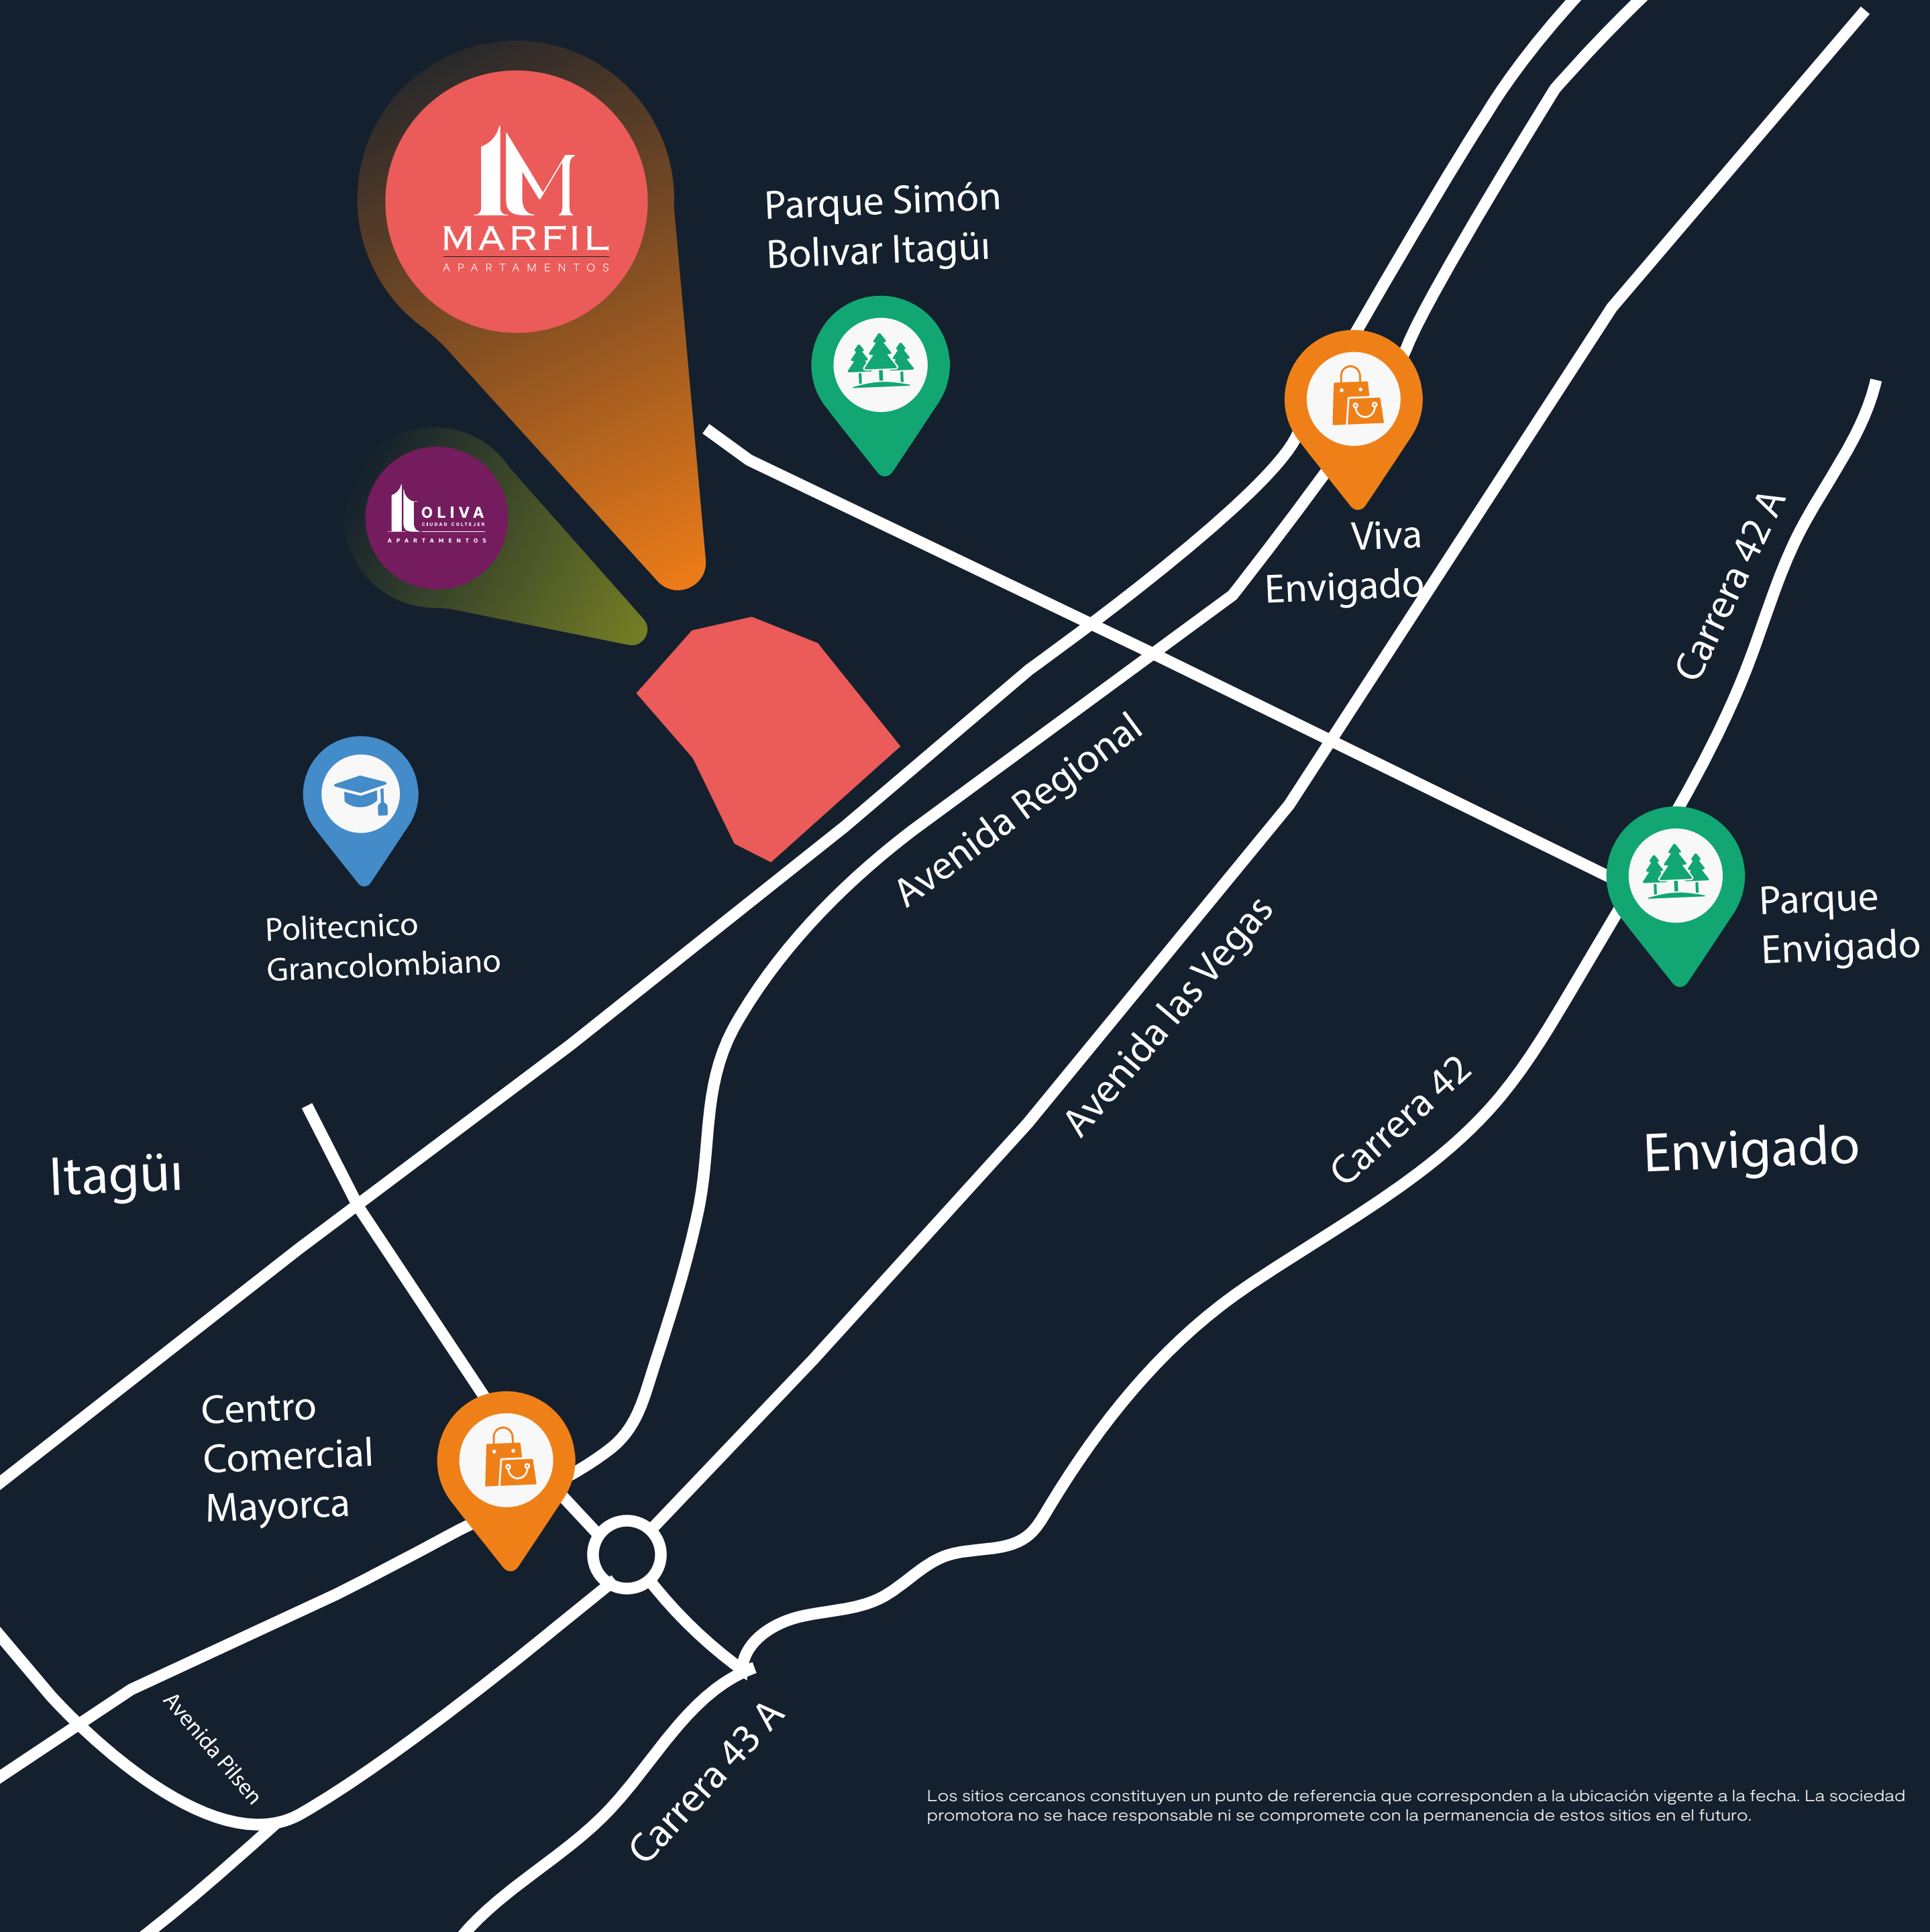 MARFIL
APARTAMENTOS
Parque Simón
Bolıvar Itagüı
OLIVA
CIUDAD COLTEJER
APARTAMENTOS
Viva
Envigado
Carrera 42 A
Avenida Regional
Parque
Envigado
Politecnico
Grancolombiano
Avenida las Vegas
Carrera 42
Itagüı
Envigado
Centro
Comercial
Mayorca
Avenida Pilsen
Carrera 43 A
Los sitios cercanos constituyen un punto de referencia que corresponden a la ubicación vigente a la fecha. La sociedad
promotora no se hace responsable ni se compromete con la permanencia de estos sitios en el futuro.